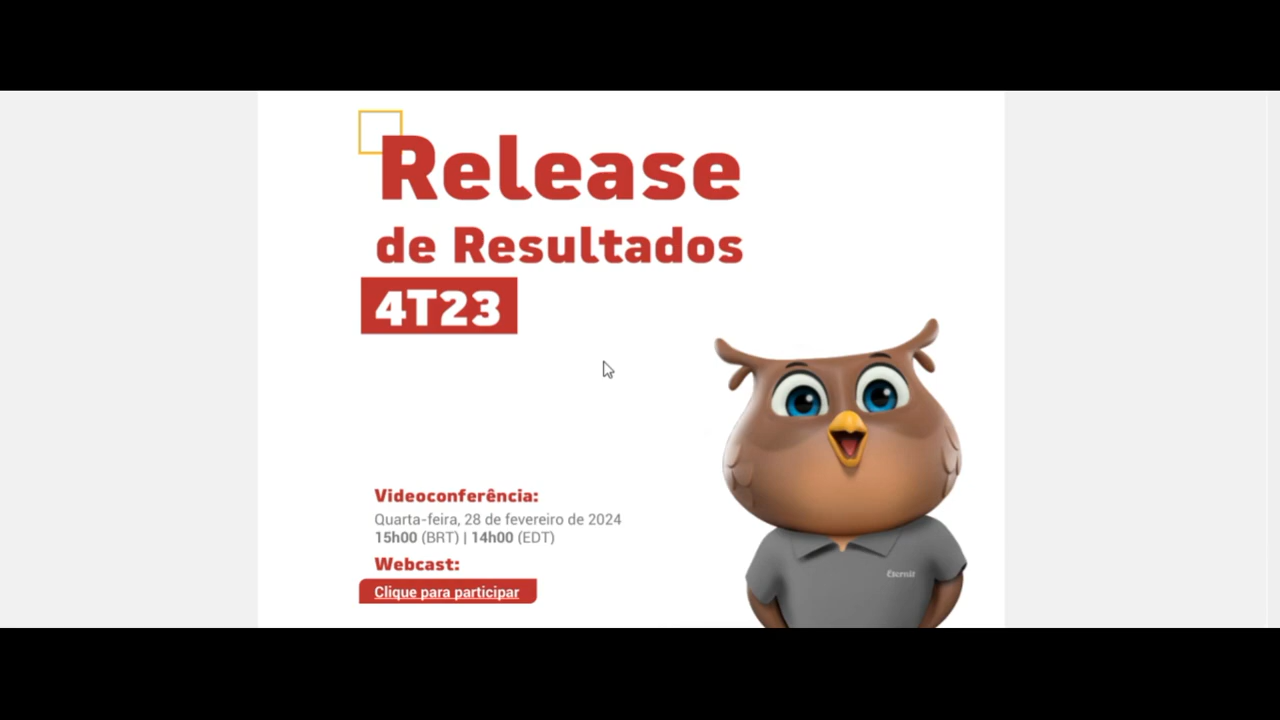 Release
de Resultados
4T23
Videoconferência:
Quarta-feira, 28 de fevereiro de 2024
15h00 (BRT) | 14h00 (EDT)
Webcast:
Clique para participar
Eternit